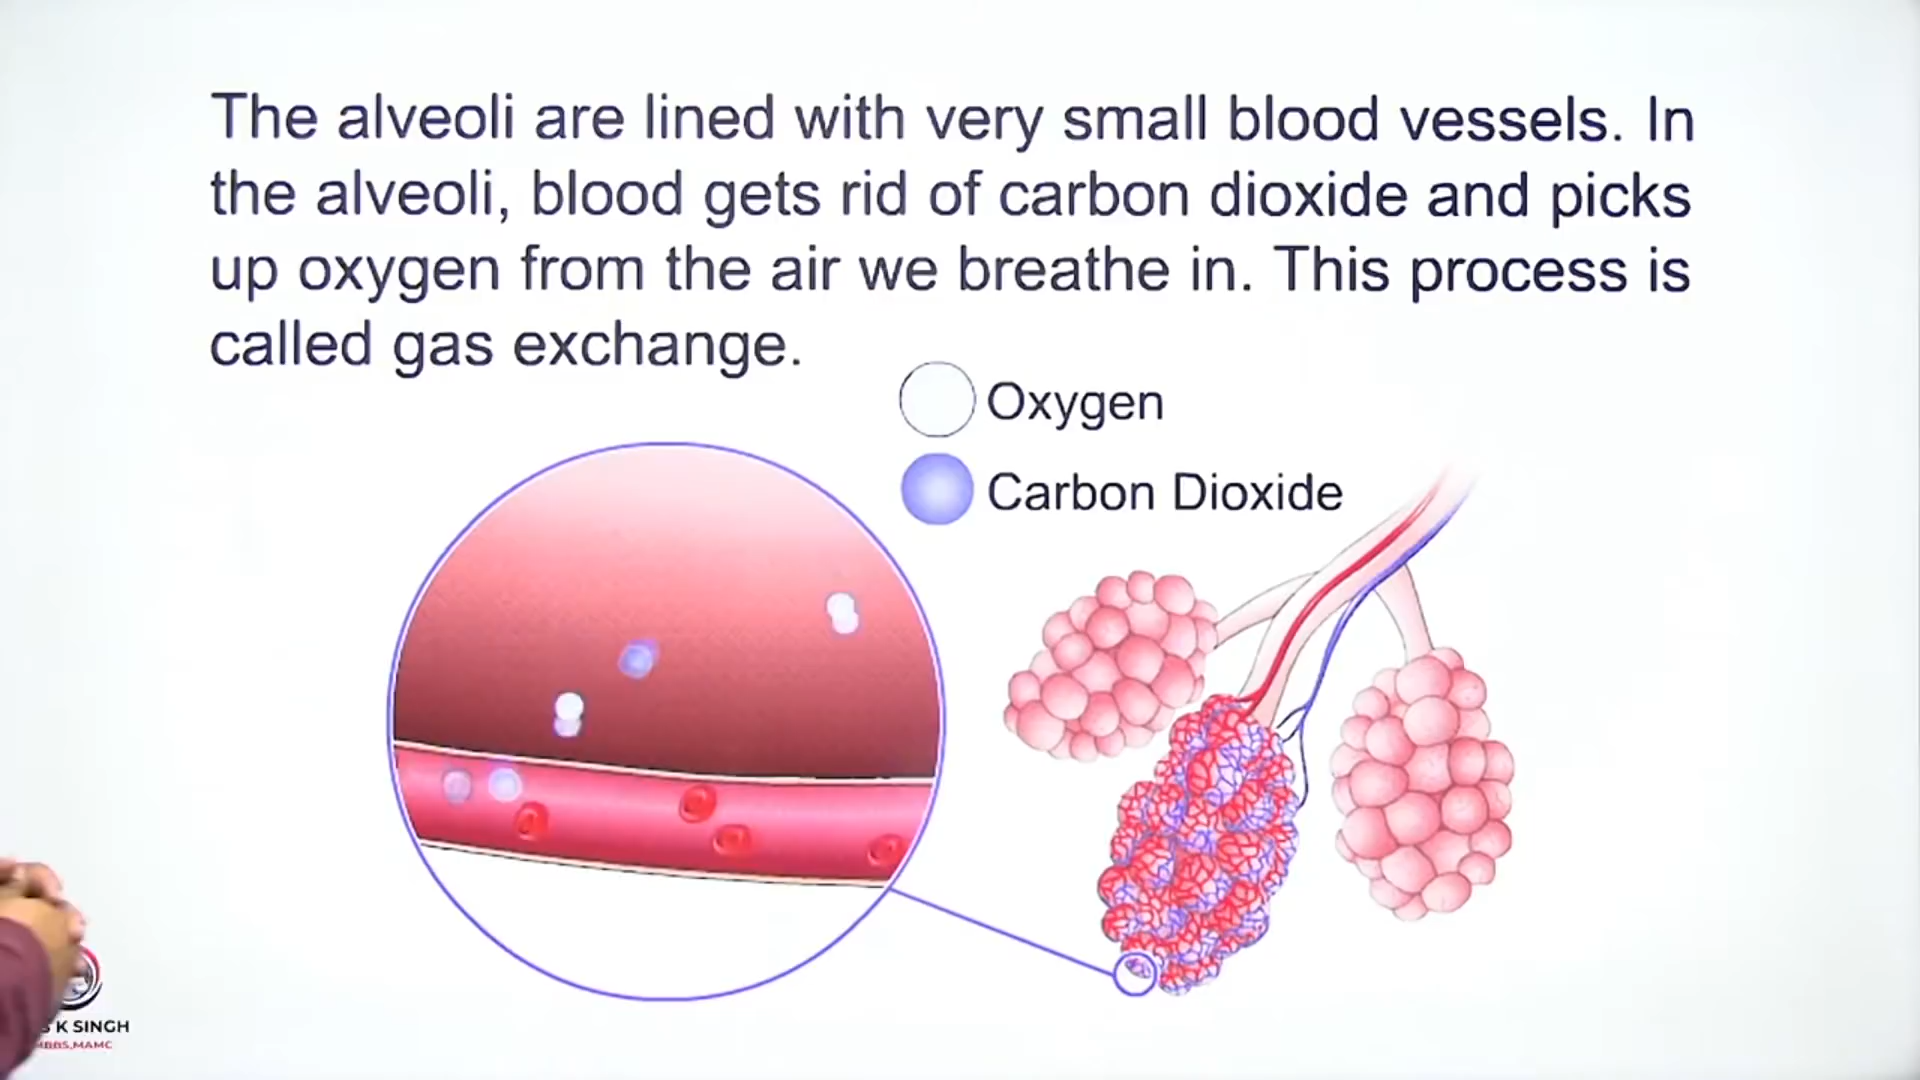 The alveoli are lined with very small blood vessels. In
the alveoli, blood gets rid of carbon dioxide and picks
up oxygen from the air we breathe in. This process is
called gas exchange.
Oxygen
Carbon Dioxide
K SINGH
MBBS,MAMC